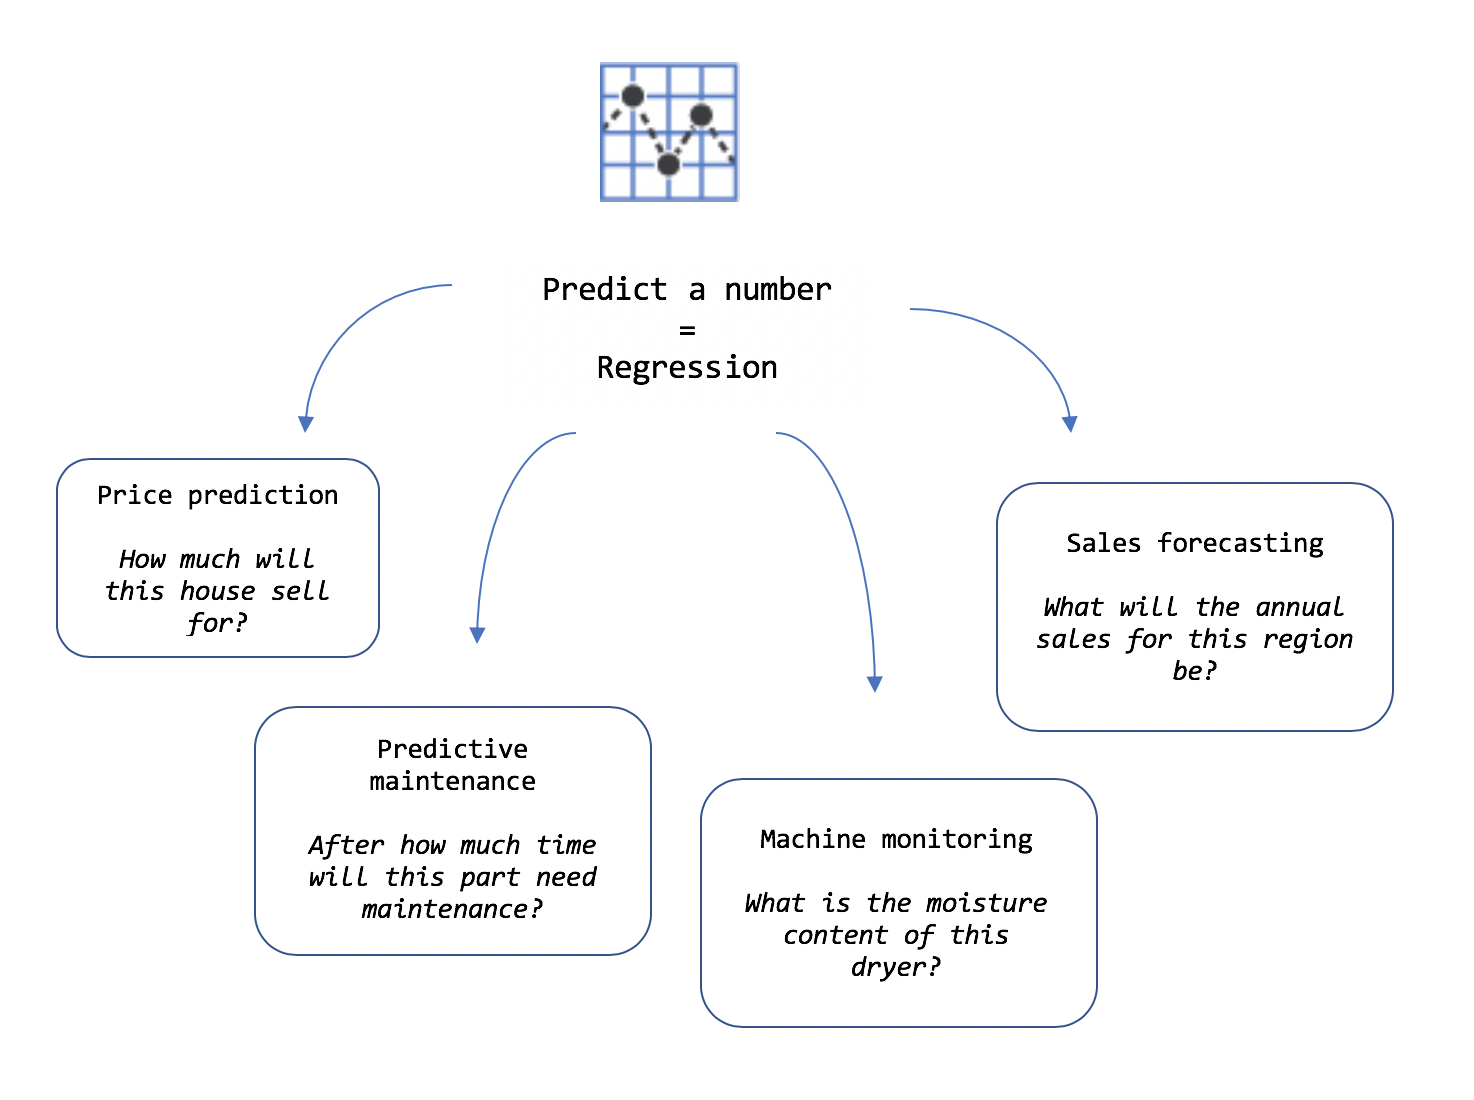 Predict a number
=
Regression
Price prediction
How much will
this house sell
for?
Predictive
maintenance
After how much time
will this part need
maintenance?
Machine monitoring
What is the moisture
content of this
dryer?
Sales forecasting
What will the annual
sales for this region
be?